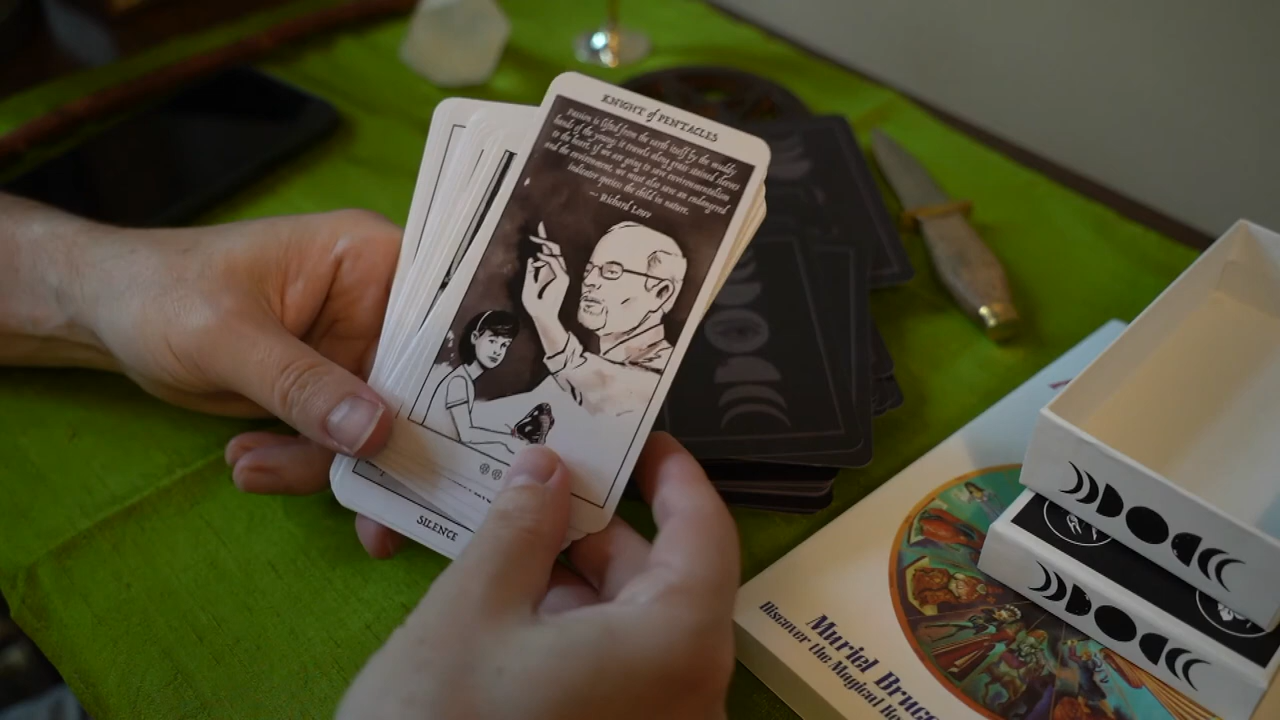 KNIGHT of PENTACLES
Passion is lifted from the earth itself by the muddy
hands of the young; it travels along grass-stained sleeves
to the heart. If we are going to save environmentalism
and the environment, we must also save an endangered
indicator species: the child in nature.
— Richard Louv
SILENCE
Muriel Bruce
Discover the Magical